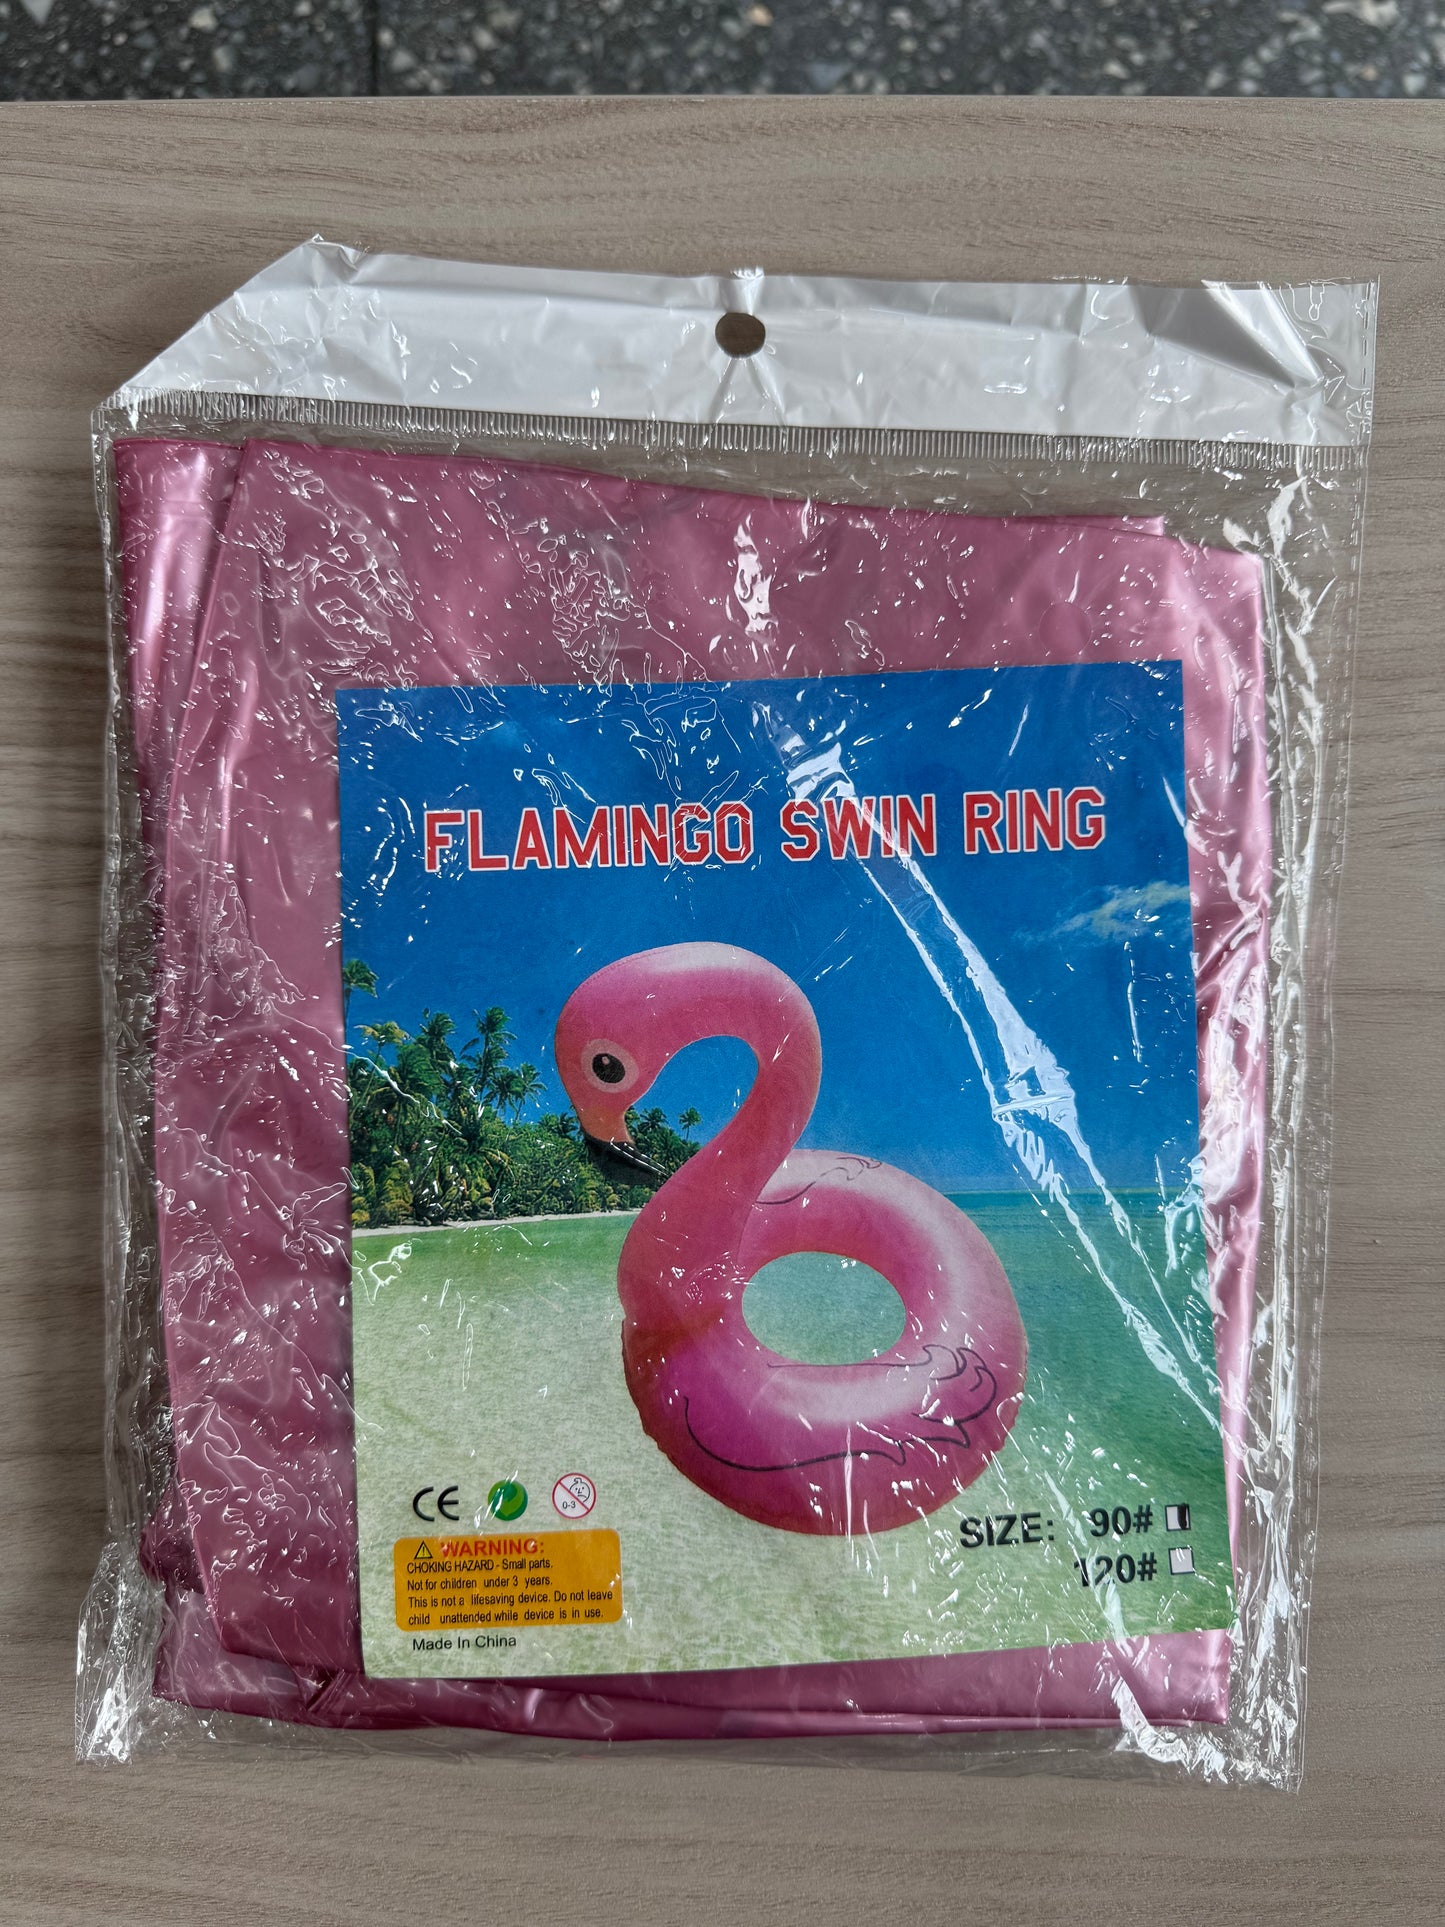 FLAMINGO SWIN RING
CE
0-3
SIZE: 90#
120#
WARNING:
CHOKING HAZARD - Small parts.
Not for children under 3 years.
This is not a lifesaving device. Do not leave
child unattended while device is in use.
Made In China